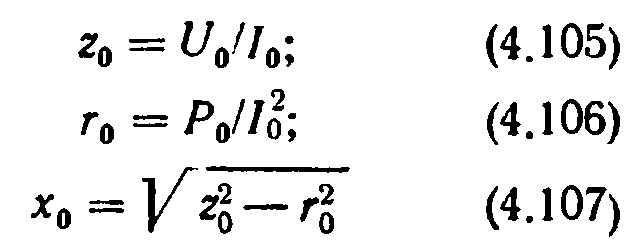 z₀ = U₀/I₀; (4.105)
r₀ = P₀/I₀²; (4.106)
x₀ = √(z₀² — r₀²) (4.107)